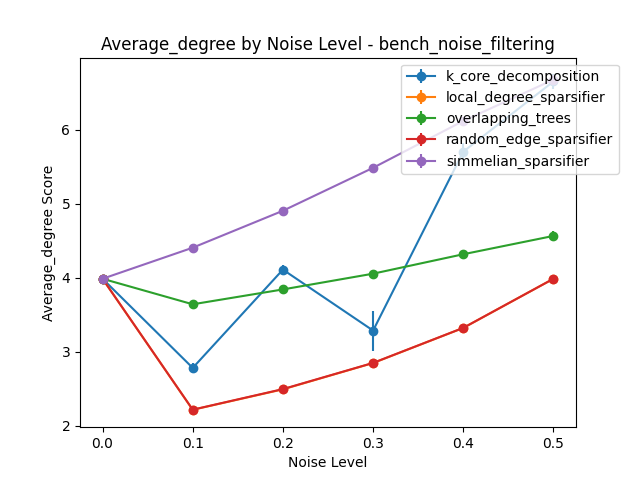 Average_degree by Noise Level - bench_noise_filtering
k_core_decomposition
local_degree_sparsifier
overlapping_trees
random_edge_sparsifier
simmelian_sparsifier
Average_degree Score
6
5
4
3
2
0.0 0.1 0.2 0.3 0.4 0.5
Noise Level